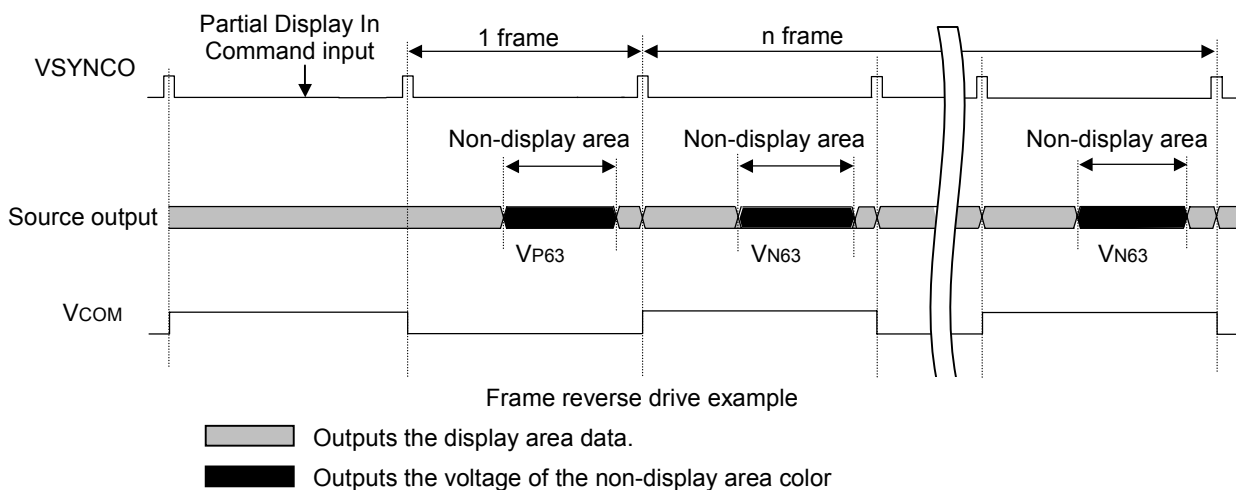 Partial Display In
Command input
1 frame
n frame
VSYNCO
Non-display area
Non-display area
Non-display area
Source output
VP63
VN63
VN63
VCOM
Frame reverse drive example
Outputs the display area data.
Outputs the voltage of the non-display area color